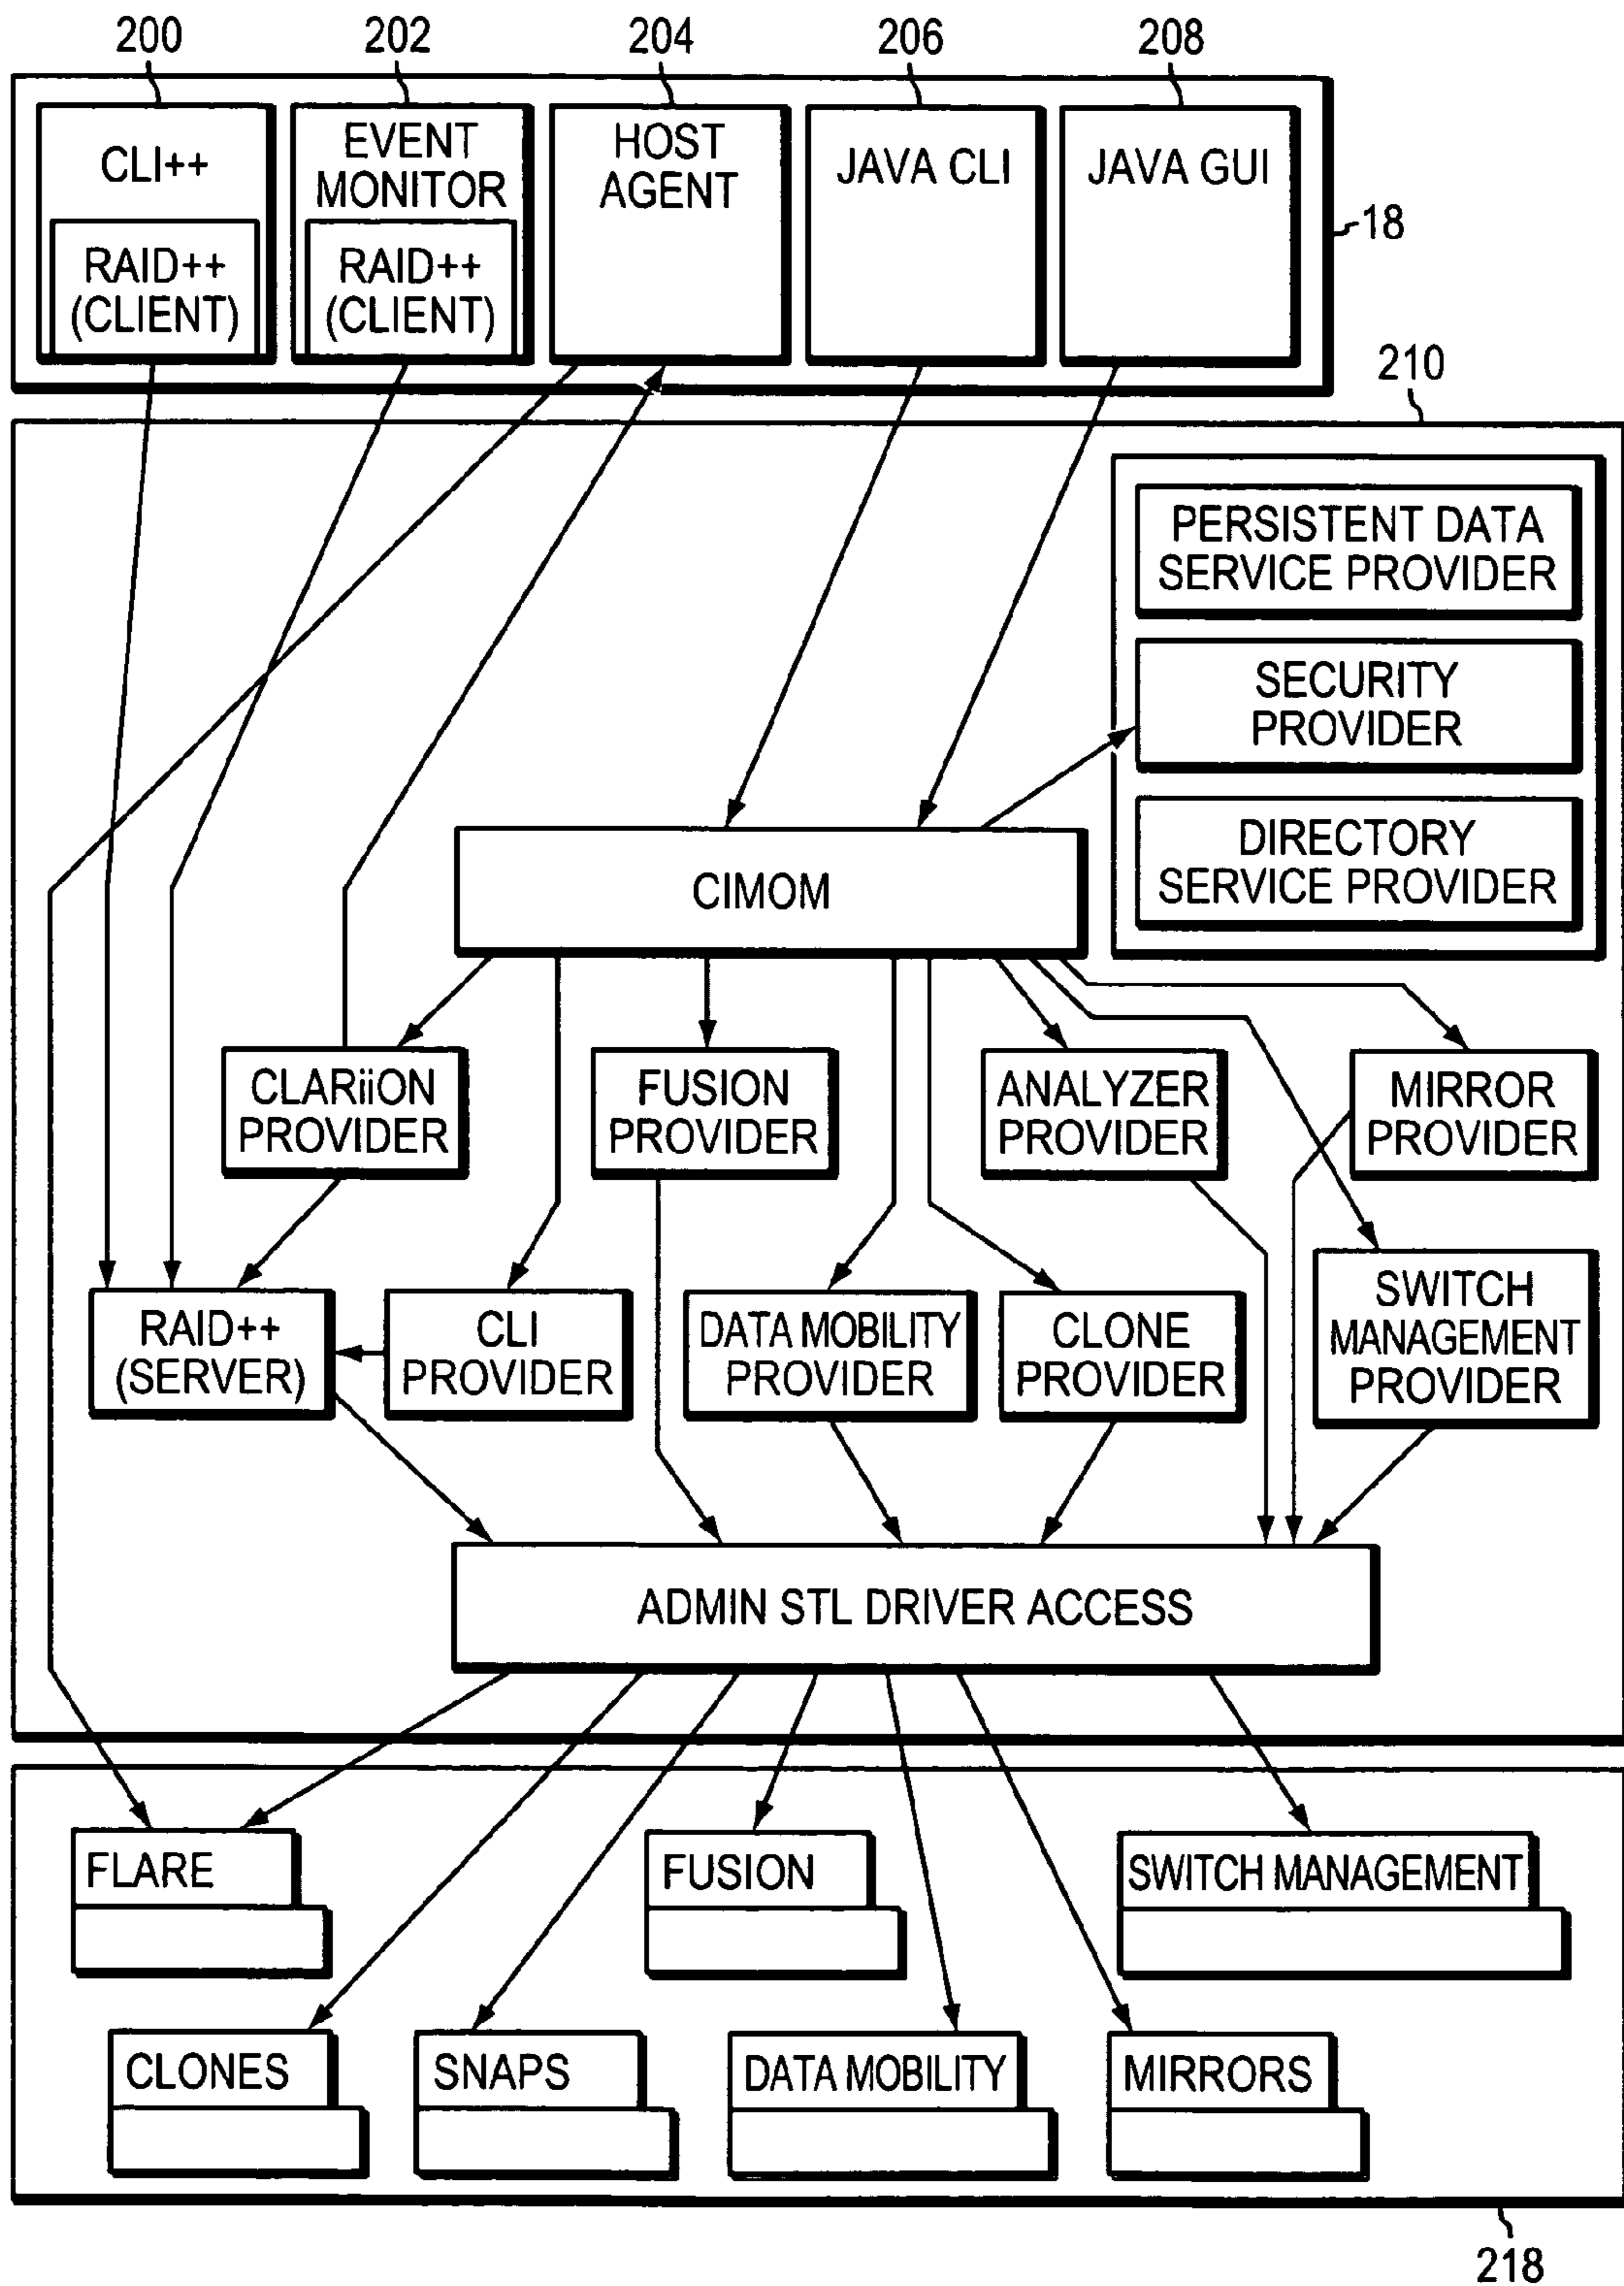 200
202
204
206
208
CLI++
RAID++
(CLIENT)
EVENT
MONITOR
RAID++
(CLIENT)
HOST
AGENT
JAVA CLI
JAVA GUI
18
210
PERSISTENT DATA
SERVICE PROVIDER
SECURITY
PROVIDER
DIRECTORY
SERVICE PROVIDER
CIMOM
CLARiiON
PROVIDER
FUSION
PROVIDER
ANALYZER
PROVIDER
MIRROR
PROVIDER
RAID++
(SERVER)
CLI
PROVIDER
DATA MOBILITY
PROVIDER
CLONE
PROVIDER
SWITCH
MANAGEMENT
PROVIDER
ADMIN STL DRIVER ACCESS
FLARE
FUSION
SWITCH MANAGEMENT
CLONES
SNAPS
DATA MOBILITY
MIRRORS
218